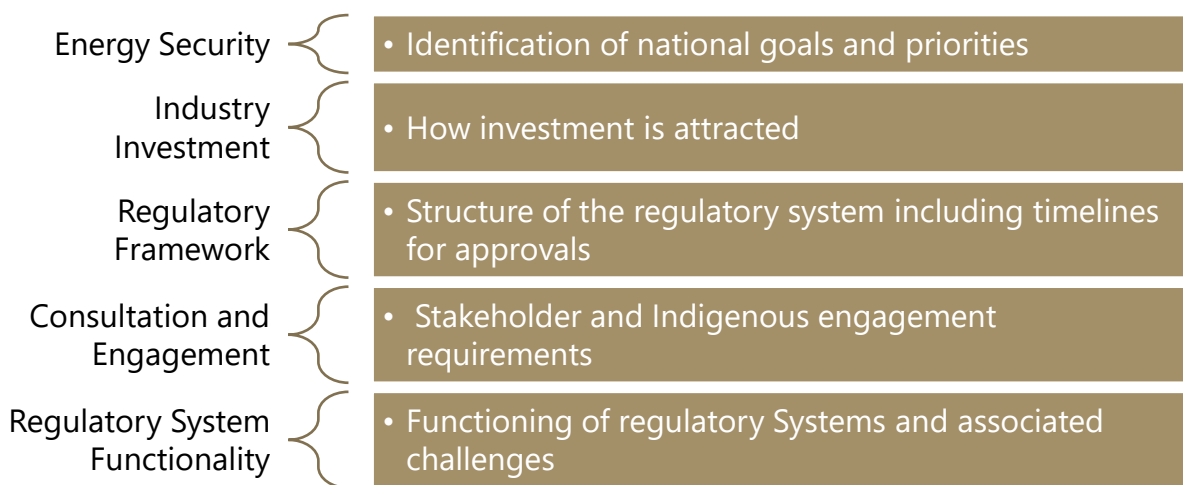 Energy Security
• Identification of national goals and priorities
Industry
Investment
• How investment is attracted
Regulatory
Framework
• Structure of the regulatory system including timelines
for approvals
Consultation and
Engagement
• Stakeholder and Indigenous engagement
requirements
Regulatory System
Functionality
• Functioning of regulatory Systems and associated
challenges